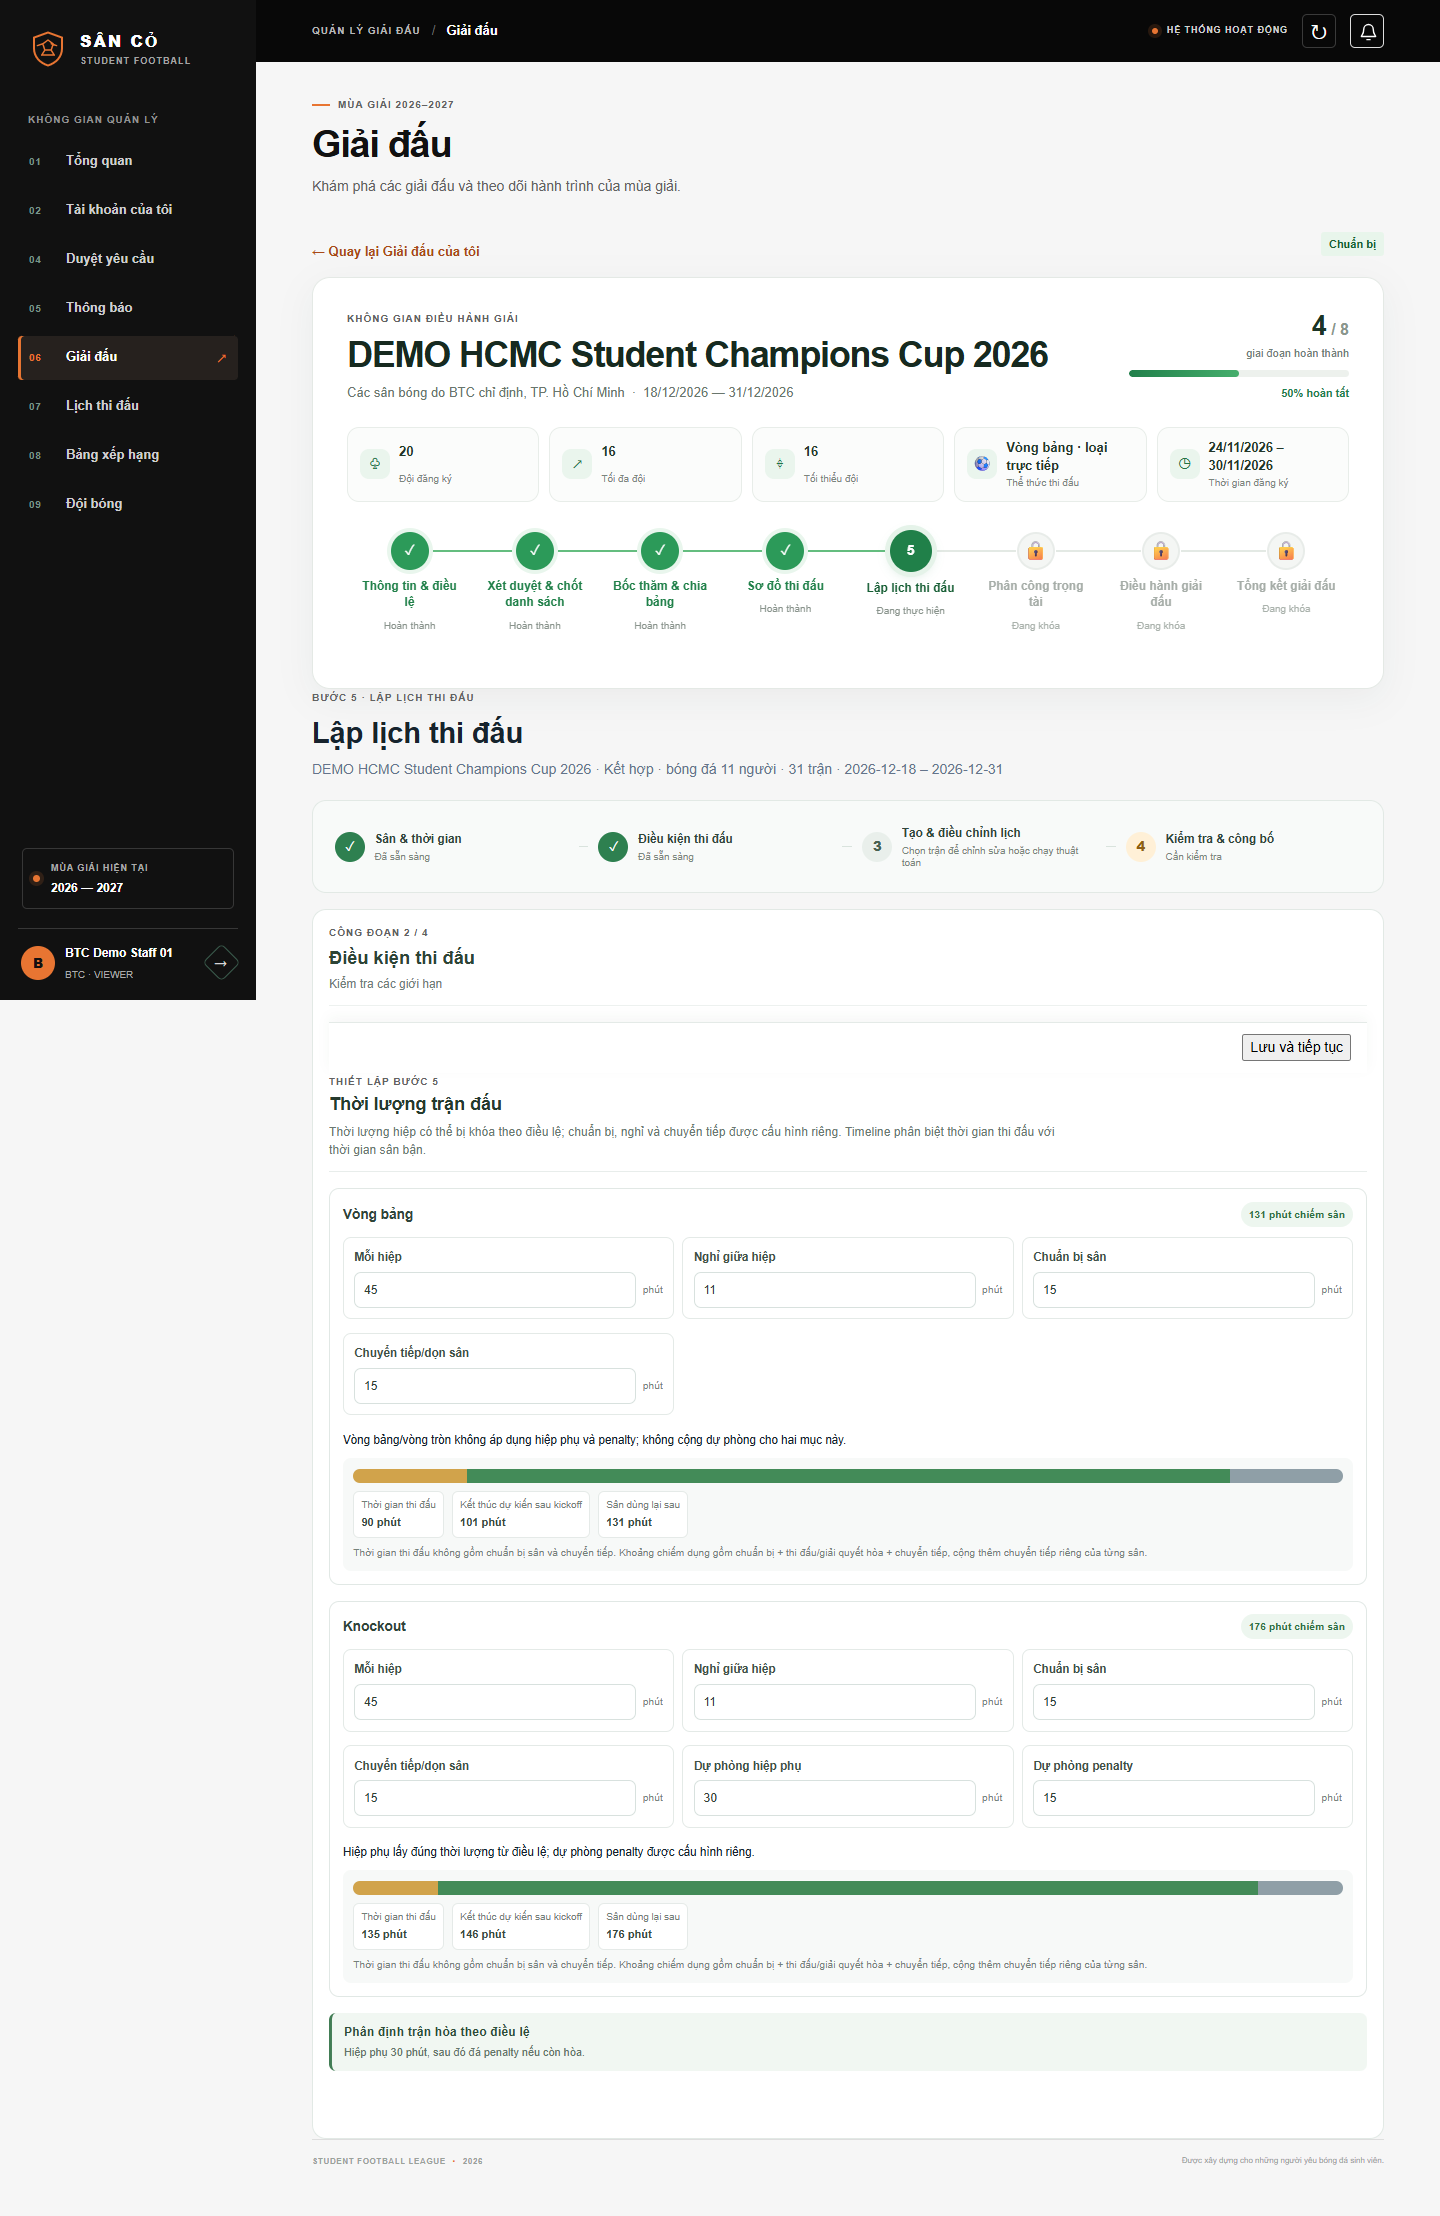 SÂN CỎ
STUDENT FOOTBALL
KHÔNG GIAN QUẢN LÝ
01 Tổng quan
02 Tài khoản của tôi
04 Duyệt yêu cầu
05 Thông báo
06 Giải đấu ↗
07 Lịch thi đấu
08 Bảng xếp hạng
09 Đội bóng
MÙA GIẢI HIỆN TẠI
2026 — 2027
B
BTC Demo Staff 01
BTC · VIEWER
→
QUẢN LÝ GIẢI ĐẤU / Giải đấu
HỆ THỐNG HOẠT ĐỘNG
MÙA GIẢI 2026–2027
Giải đấu
Khám phá các giải đấu và theo dõi hành trình của mùa giải.
← Quay lại Giải đấu của tôi
Chuẩn bị
KHÔNG GIAN ĐIỀU HÀNH GIẢI
DEMO HCMC Student Champions Cup 2026
Các sân bóng do BTC chỉ định, TP. Hồ Chí Minh · 18/12/2026 — 31/12/2026
4 / 8
giai đoạn hoàn thành
50% hoàn tất
20
Đội đăng ký
16
Tối đa đội
16
Tối thiểu đội
Vòng bảng · loại
trực tiếp
Thể thức thi đấu
24/11/2026 –
30/11/2026
Thời gian đăng ký
✓
Thông tin & điều
lệ
Hoàn thành
✓
Xét duyệt & chốt
danh sách
Hoàn thành
✓
Bốc thăm & chia
bảng
Hoàn thành
✓
Sơ đồ thi đấu
Hoàn thành
5
Lập lịch thi đấu
Đang thực hiện
Phân công trọng
tài
Đang khóa
Điều hành giải
đấu
Đang khóa
Tổng kết giải đấu
Đang khóa
BƯỚC 5 · LẬP LỊCH THI ĐẤU
Lập lịch thi đấu
DEMO HCMC Student Champions Cup 2026 · Kết hợp · bóng đá 11 người · 31 trận · 2026-12-18 – 2026-12-31
✓
Sân & thời gian
Đã sẵn sàng
✓
Điều kiện thi đấu
Đã sẵn sàng
3
Tạo & điều chỉnh lịch
Chọn trận để chỉnh sửa hoặc chạy thuật
toán
4
Kiểm tra & công bố
Cần kiểm tra
CÔNG ĐOẠN 2 / 4
Điều kiện thi đấu
Kiểm tra các giới hạn
Lưu và tiếp tục
THIẾT LẬP BƯỚC 5
Thời lượng trận đấu
Thời lượng hiệp có thể bị khóa theo điều lệ; chuẩn bị, nghỉ và chuyển tiếp được cấu hình riêng. Timeline phân biệt thời gian thi đấu với
thời gian sân bận.
Vòng bảng
131 phút chiếm sân
Mỗi hiệp
45 phút
Nghỉ giữa hiệp
11 phút
Chuẩn bị sân
15 phút
Chuyển tiếp/dọn sân
15 phút
Vòng bảng/vòng tròn không áp dụng hiệp phụ và penalty; không cộng dự phòng cho hai mục này.
Thời gian thi đấu
90 phút
Kết thúc dự kiến sau kickoff
101 phút
Sân dùng lại sau
131 phút
Thời gian thi đấu không gồm chuẩn bị sân và chuyển tiếp. Khoảng chiếm dụng gồm chuẩn bị + thi đấu/giải quyết hòa + chuyển tiếp, cộng thêm chuyển tiếp riêng của từng sân.
Knockout
176 phút chiếm sân
Mỗi hiệp
45 phút
Nghỉ giữa hiệp
11 phút
Chuẩn bị sân
15 phút
Chuyển tiếp/dọn sân
15 phút
Dự phòng hiệp phụ
30 phút
Dự phòng penalty
15 phút
Hiệp phụ lấy đúng thời lượng từ điều lệ; dự phòng penalty được cấu hình riêng.
Thời gian thi đấu
135 phút
Kết thúc dự kiến sau kickoff
146 phút
Sân dùng lại sau
176 phút
Thời gian thi đấu không gồm chuẩn bị sân và chuyển tiếp. Khoảng chiếm dụng gồm chuẩn bị + thi đấu/giải quyết hòa + chuyển tiếp, cộng thêm chuyển tiếp riêng của từng sân.
Phân định trận hòa theo điều lệ
Hiệp phụ 30 phút, sau đó đá penalty nếu còn hòa.
STUDENT FOOTBALL LEAGUE • 2026
Được xây dựng cho những người yêu bóng đá sinh viên.